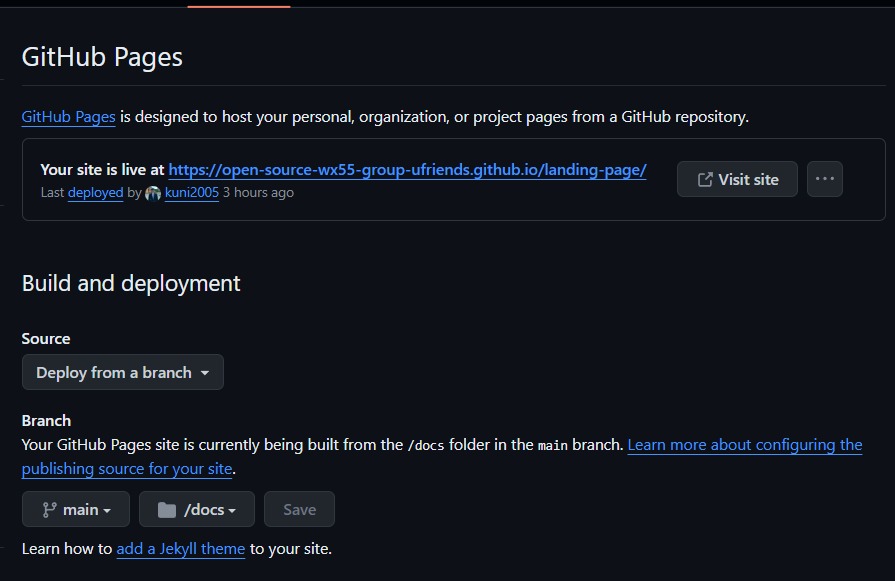 GitHub Pages
GitHub Pages is designed to host your personal, organization, or project pages from a GitHub repository.
Your site is live at https://open-source-wx55-group-ufriends.github.io/landing-page/
Last deployed by kuni2005 3 hours ago
Visit site
Build and deployment
Source
Deploy from a branch
Branch
Your GitHub Pages site is currently being built from the /docs folder in the main branch. Learn more about configuring the
publishing source for your site.
main /docs Save
Learn how to add a Jekyll theme to your site.